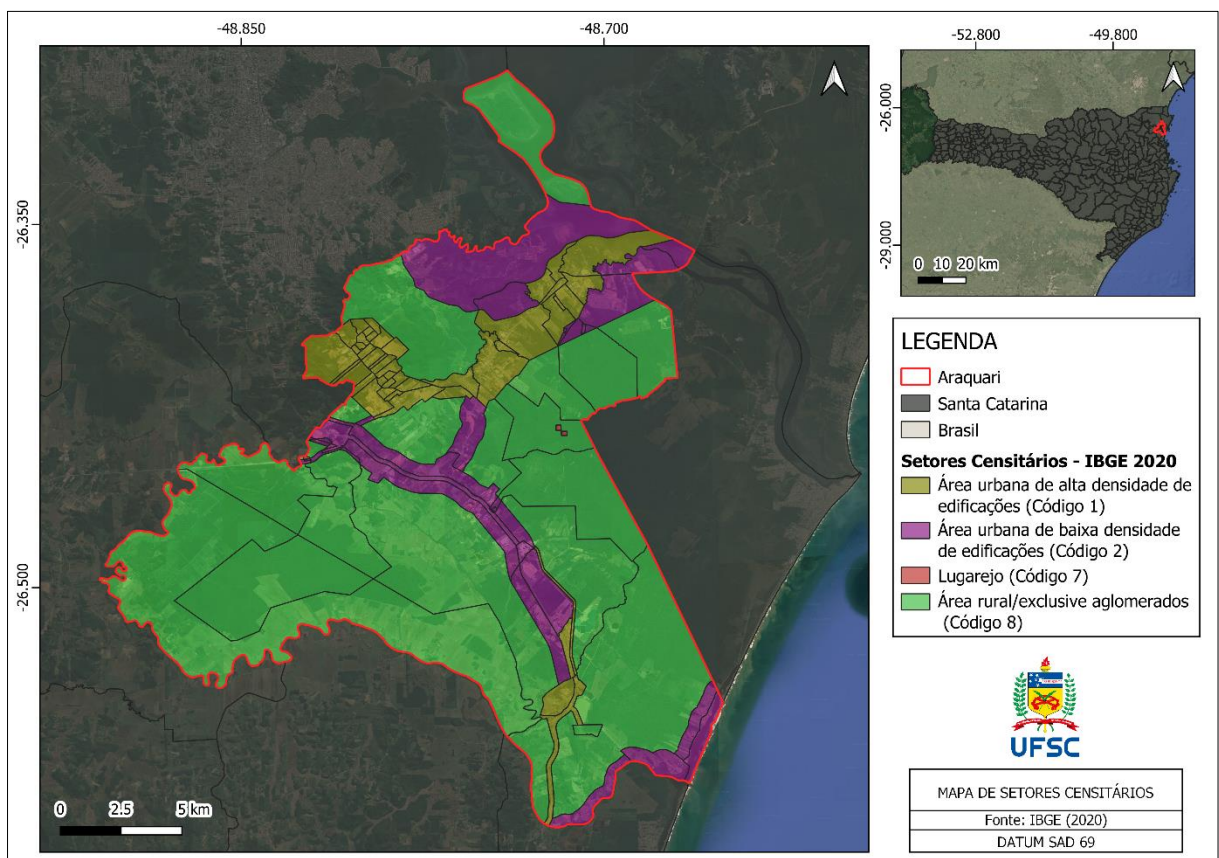 -48.850
-48.700
-26.350
-26.500
0 2.5 5 km
-52.800
-49.800
-26.000
-29.000
0 10 20 km
LEGENDA
Araquari
Santa Catarina
Brasil
Setores Censitários - IBGE 2020
Área urbana de alta densidade de
edificações (Código 1)
Área urbana de baixa densidade
de edificações (Código 2)
Lugarejo (Código 7)
Área rural/exclusive aglomerados
(Código 8)
UFSC
MAPA DE SETORES CENSITÁRIOS
Fonte: IBGE (2020)
DATUM SAD 69